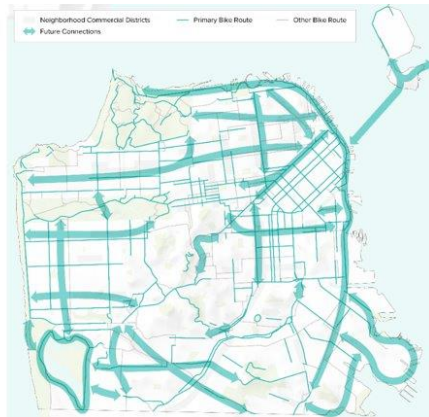 Neighborhood Commercial Districts
Primary Bike Route
Other Bike Route
Future Connections